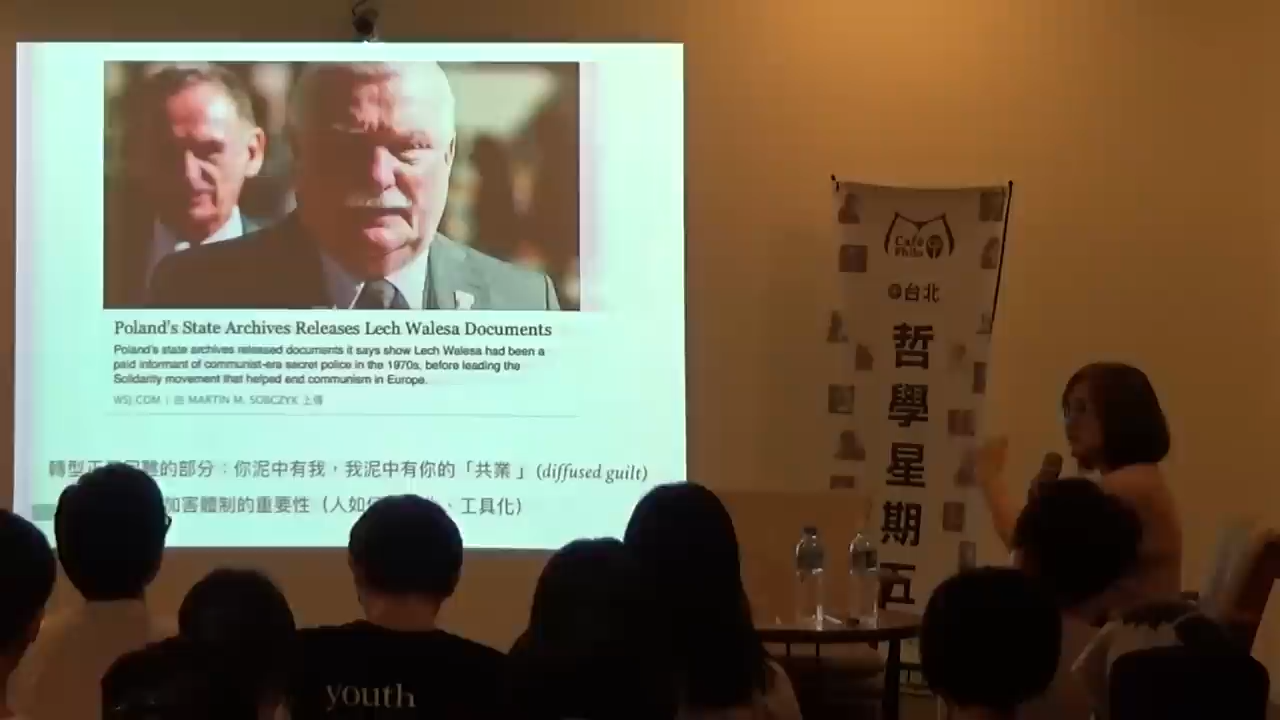 Poland's State Archives Releases Lech Walesa Documents
Poland's state archives released documents it says show Lech Walesa had been a
paid informant of communist-era secret police in the 1970s, before leading the
Solidarity movement that helped end communism in Europe.
WSJ.COM | 由 MARTIN M. SOBCZYK 上傳
轉型正 的部分：你泥中有我，我泥中有你的「共業」(diffused guilt)
加害體制的重要性（人如 、工具化）
Café
Philo
@台北
哲學星期五
youth